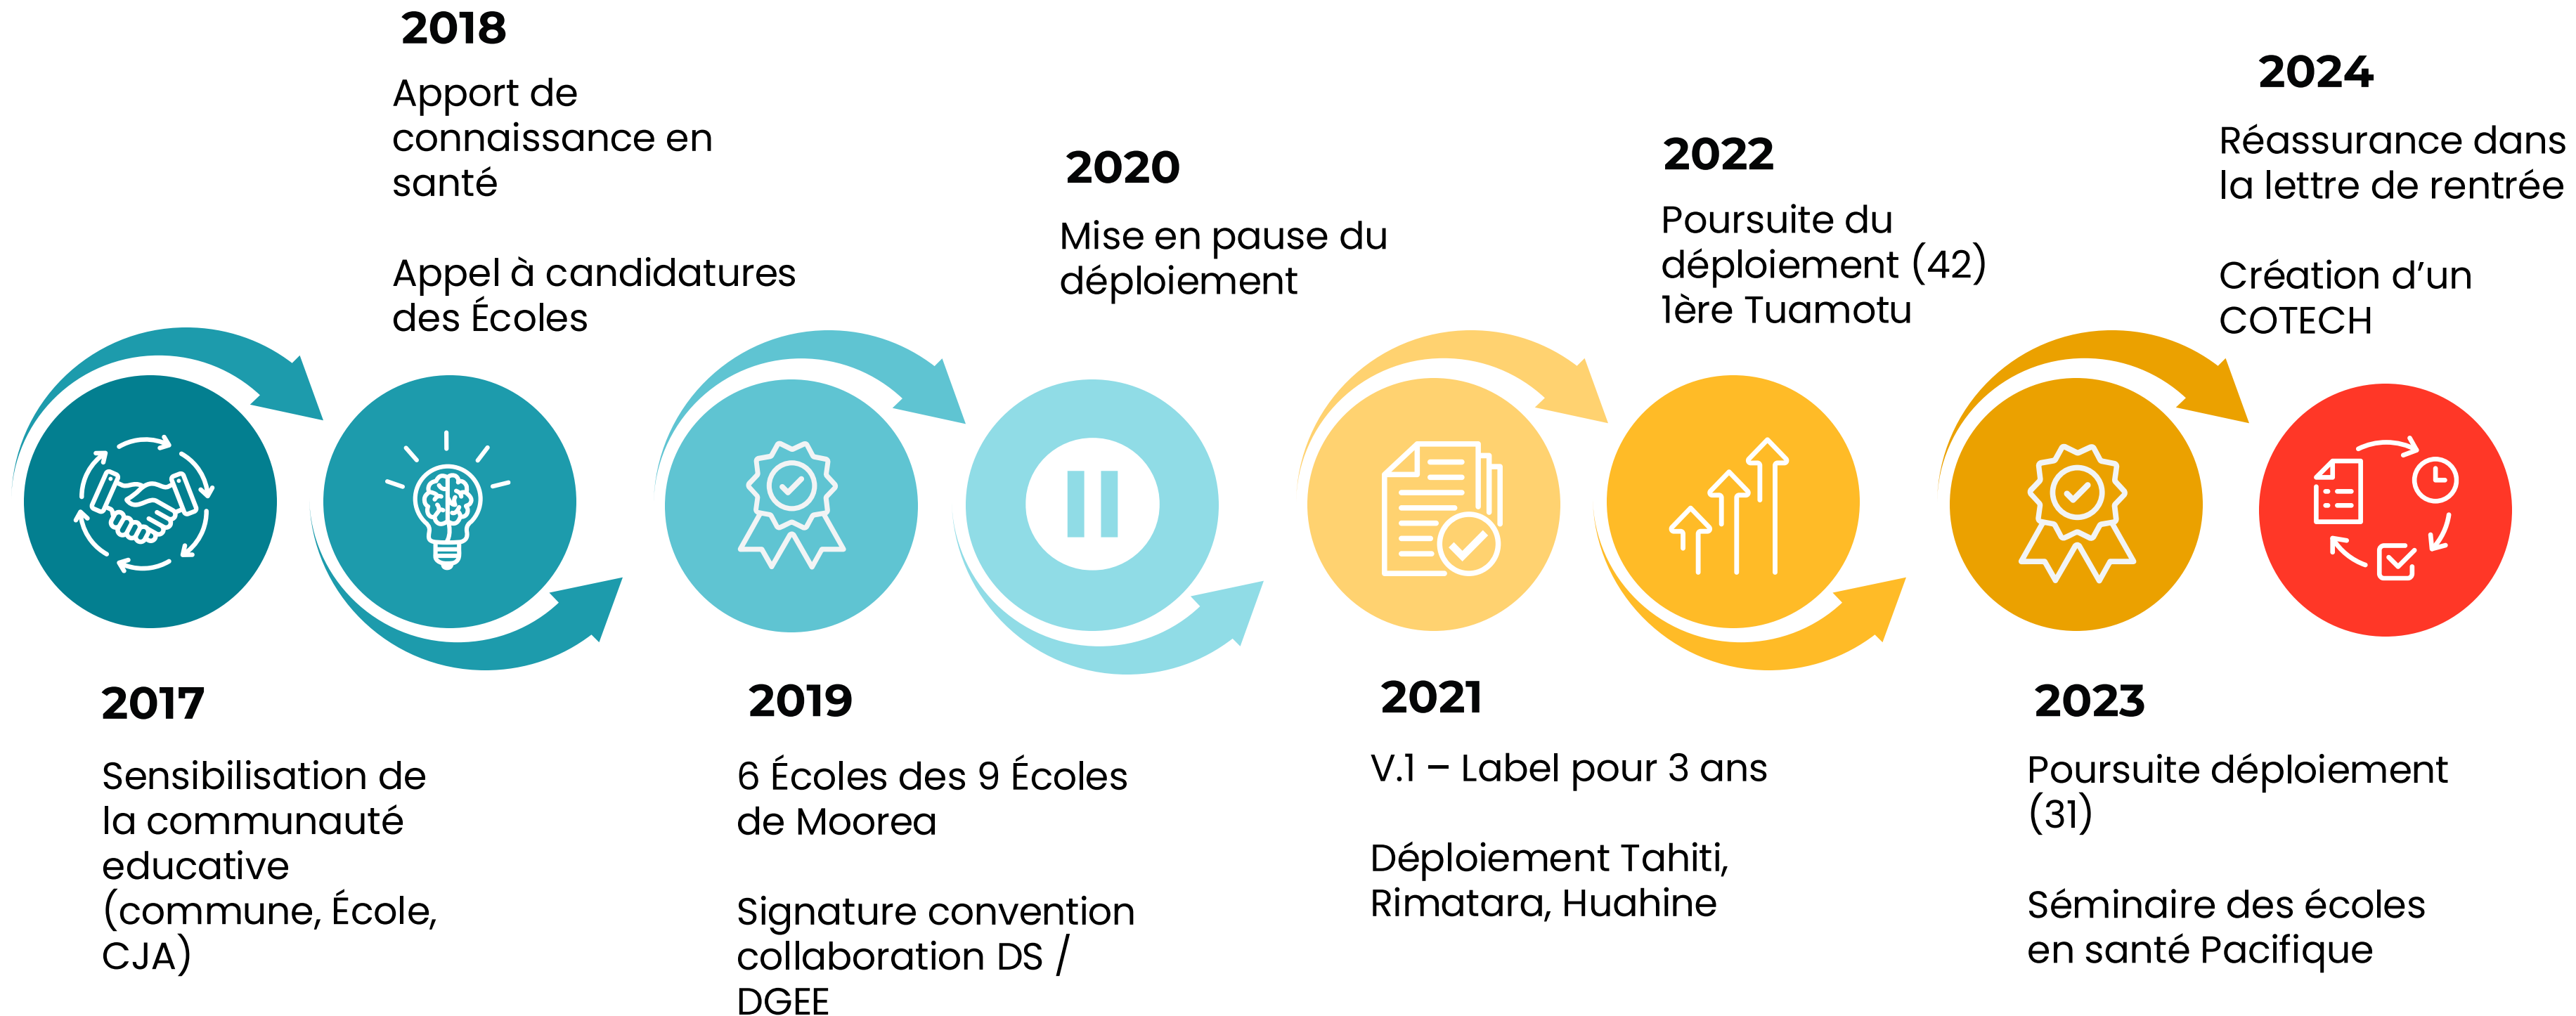 2017
Sensibilisation de
la communauté
educative
(commune, École,
CJA)
2018
Apport de
connaissance en
santé
Appel à candidatures
des Écoles
2019
6 Écoles des 9 Écoles
de Moorea
Signature convention
collaboration DS /
DGEE
2020
Mise en pause du
déploiement
2021
V.1 – Label pour 3 ans
Déploiement Tahiti,
Rimatara, Huahine
2022
Poursuite du
déploiement (42)
1ère Tuamotu
2023
Poursuite déploiement
(31)
Séminaire des écoles
en santé Pacifique
2024
Réassurance dans
la lettre de rentrée
Création d’un
COTECH